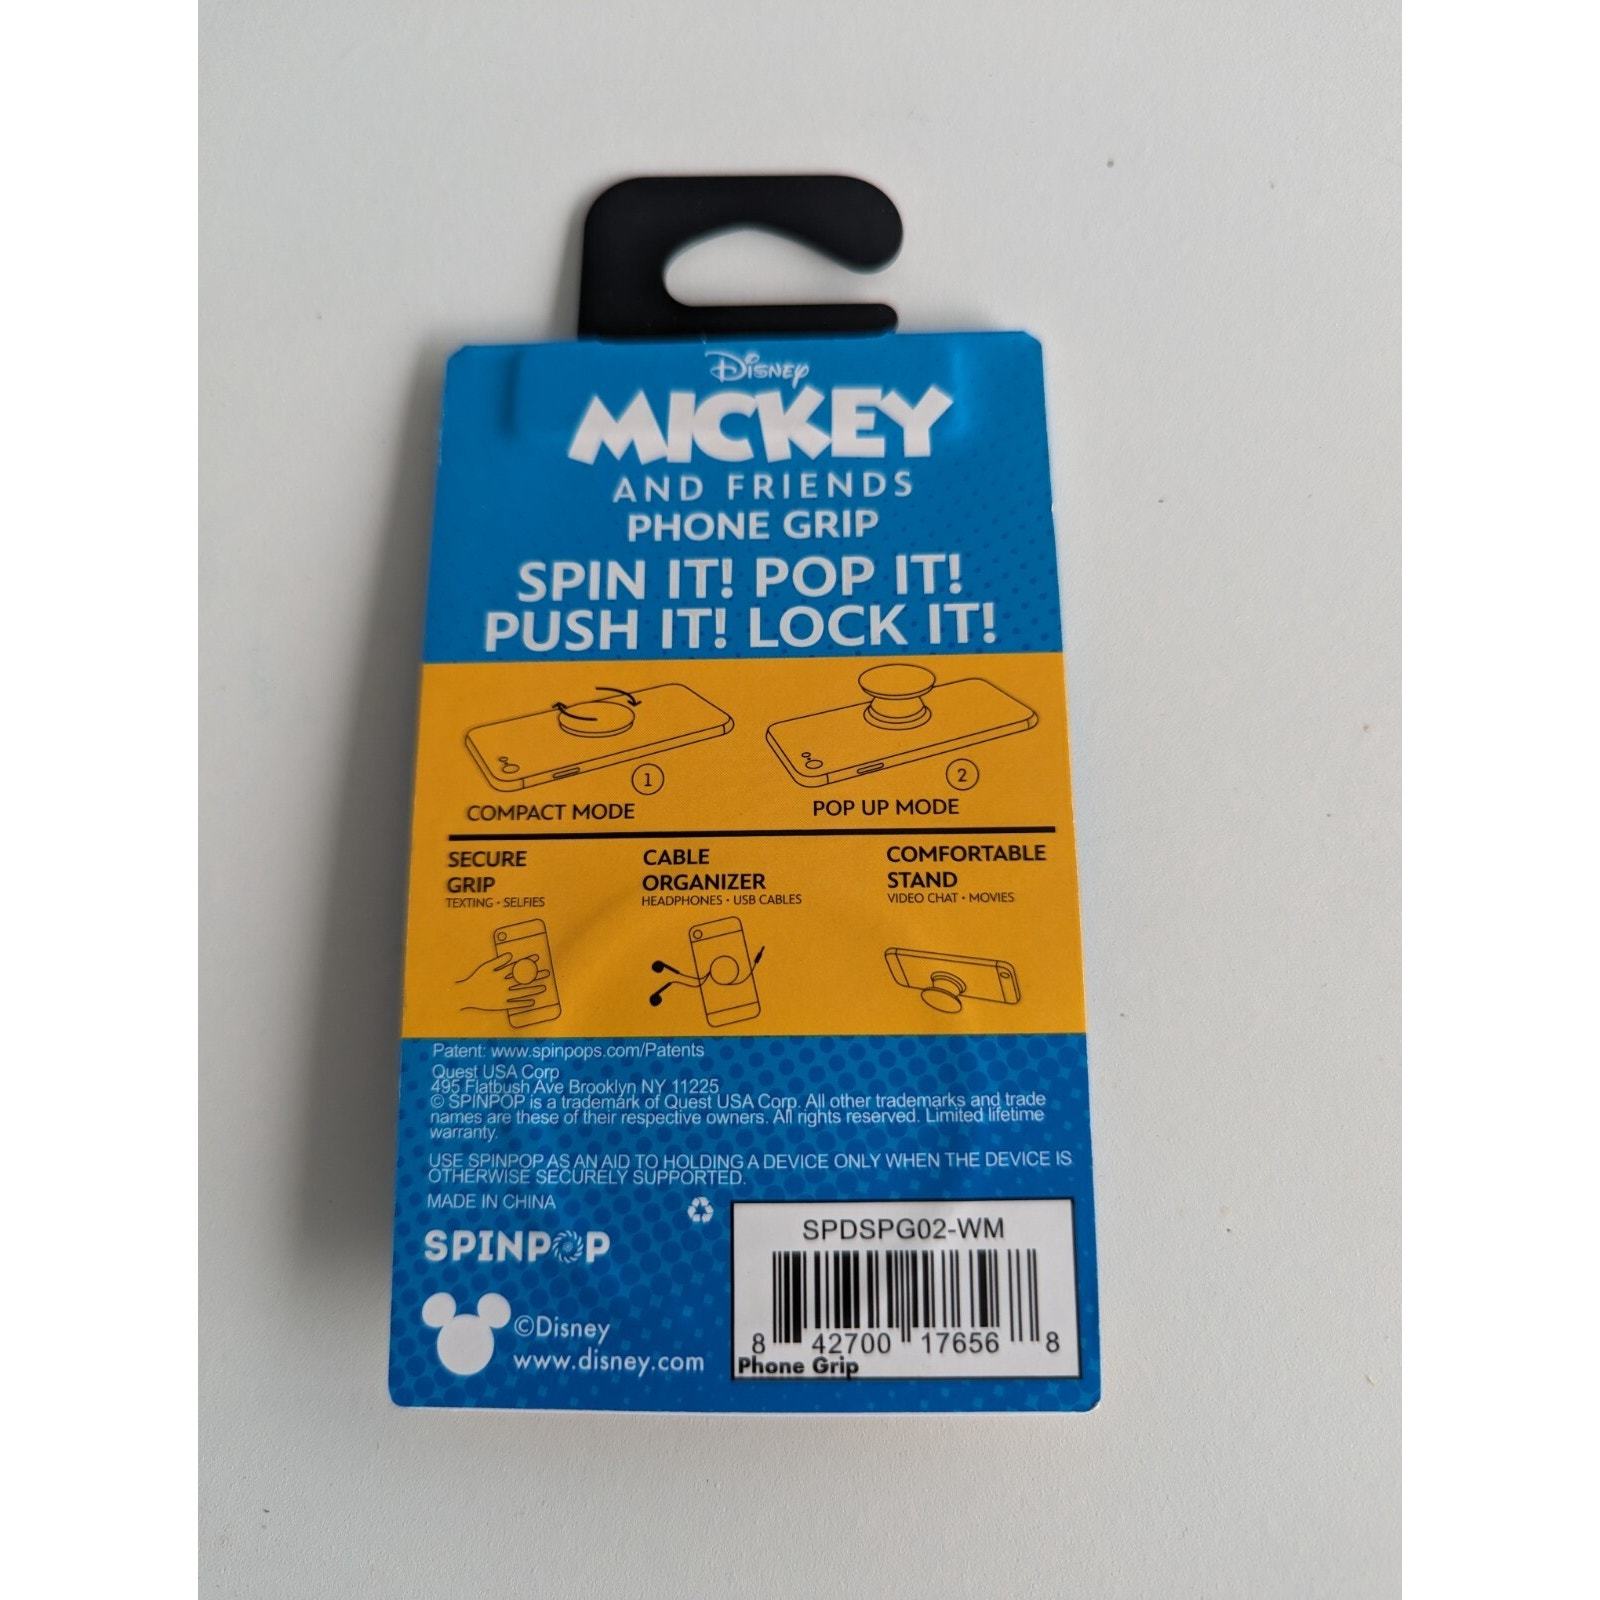 Disney
MICKEY
AND FRIENDS
PHONE GRIP
SPIN IT! POP IT!
PUSH IT! LOCK IT!
1
COMPACT MODE
2
POP UP MODE
SECURE
GRIP
TEXTING · SELFIES
CABLE
ORGANIZER
HEADPHONES · USB CABLES
COMFORTABLE
STAND
VIDEO CHAT · MOVIES
Patent: www.spinpops.com/Patents
Quest USA Corp
495 Flatbush Ave Brooklyn NY 11225
© SPINPOP is a trademark of Quest USA Corp. All other trademarks and trade
names are these of their respective owners. All rights reserved. Limited lifetime
warranty.
USE SPINPOP AS AN AID TO HOLDING A DEVICE ONLY WHEN THE DEVICE IS
OTHERWISE SECURELY SUPPORTED.
MADE IN CHINA
SPINPOP
©Disney
www.disney.com
SPDSPG02-WM
8 42700 17656 8
Phone Grip